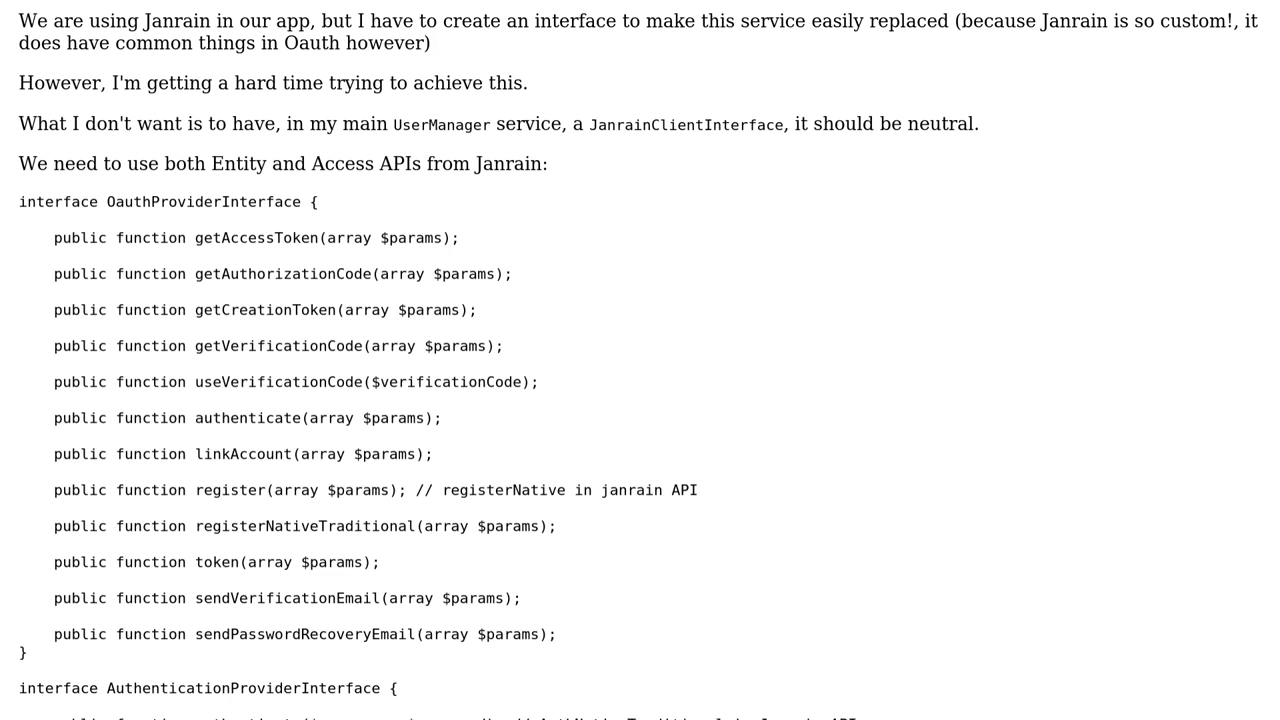 We are using Janrain in our app, but I have to create an interface to make this service easily replaced (because Janrain is so custom!, it
does have common things in Oauth however)
However, I'm getting a hard time trying to achieve this.
What I don't want is to have, in my main UserManager service, a JanrainClientInterface, it should be neutral.
We need to use both Entity and Access APIs from Janrain:
interface OauthProviderInterface {
    public function getAccessToken(array $params);
    public function getAuthorizationCode(array $params);
    public function getCreationToken(array $params);
    public function getVerificationCode(array $params);
    public function useVerificationCode($verificationCode);
    public function authenticate(array $params);
    public function linkAccount(array $params);
    public function register(array $params); // registerNative in janrain API
    public function registerNativeTraditional(array $params);
    public function token(array $params);
    public function sendVerificationEmail(array $params);
    public function sendPasswordRecoveryEmail(array $params);
}
interface AuthenticationProviderInterface {